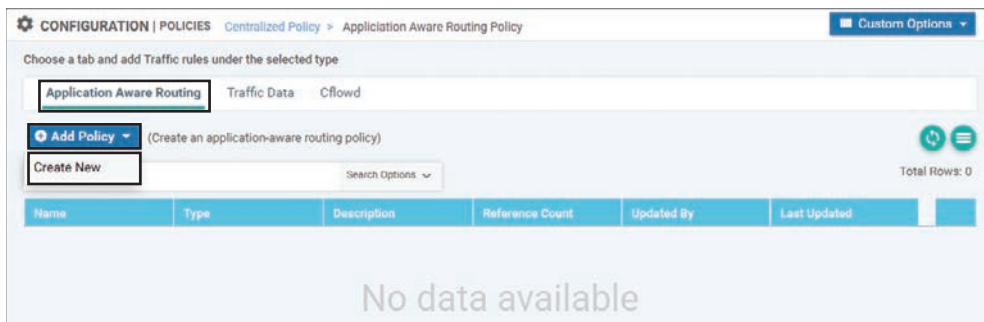 CONFIGURATION | POLICIES Centralized Policy > Appliciation Aware Routing Policy Custom Options
Choose a tab and add Traffic rules under the selected type
Application Aware Routing Traffic Data Cflowd
Add Policy (Create an application-aware routing policy)
Create New Search Options Total Rows: 0
Name Type Description Reference Count Updated By Last Updated
No data available